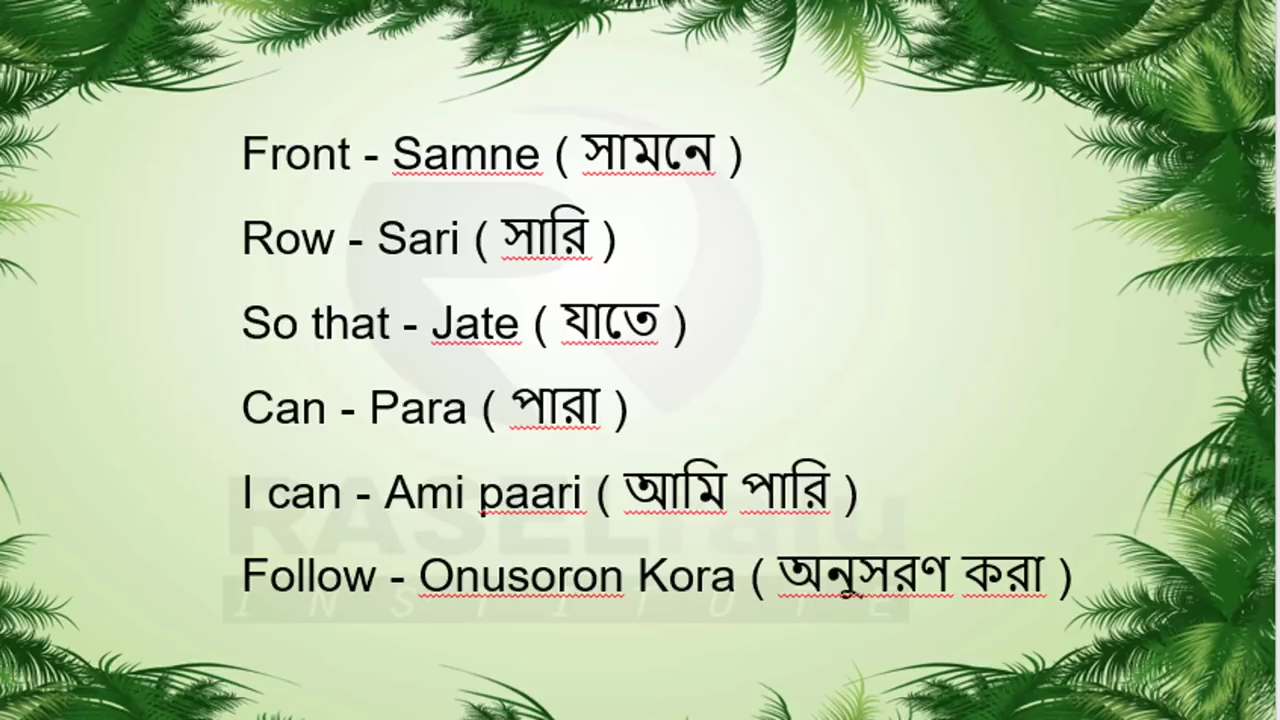 Front - Samne ( সামনে )
Row - Sari ( সারি )
So that - Jate ( যাতে )
Can - Para ( পারা )
I can - Ami paari ( আমি পারি )
Follow - Onusoron Kora ( অনুসরণ করা )
INSTITUTE